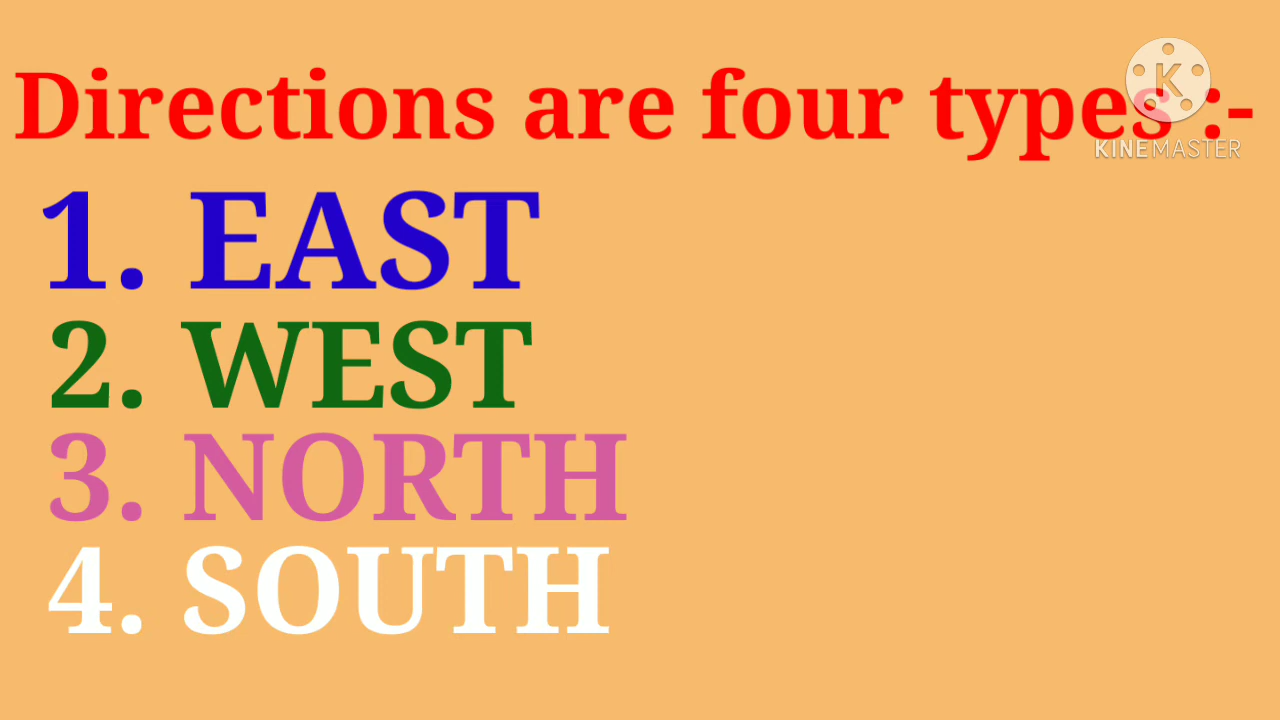 Directions are four types :-
K
KINEMASTER
1. EAST
2. WEST
3. NORTH
4. SOUTH